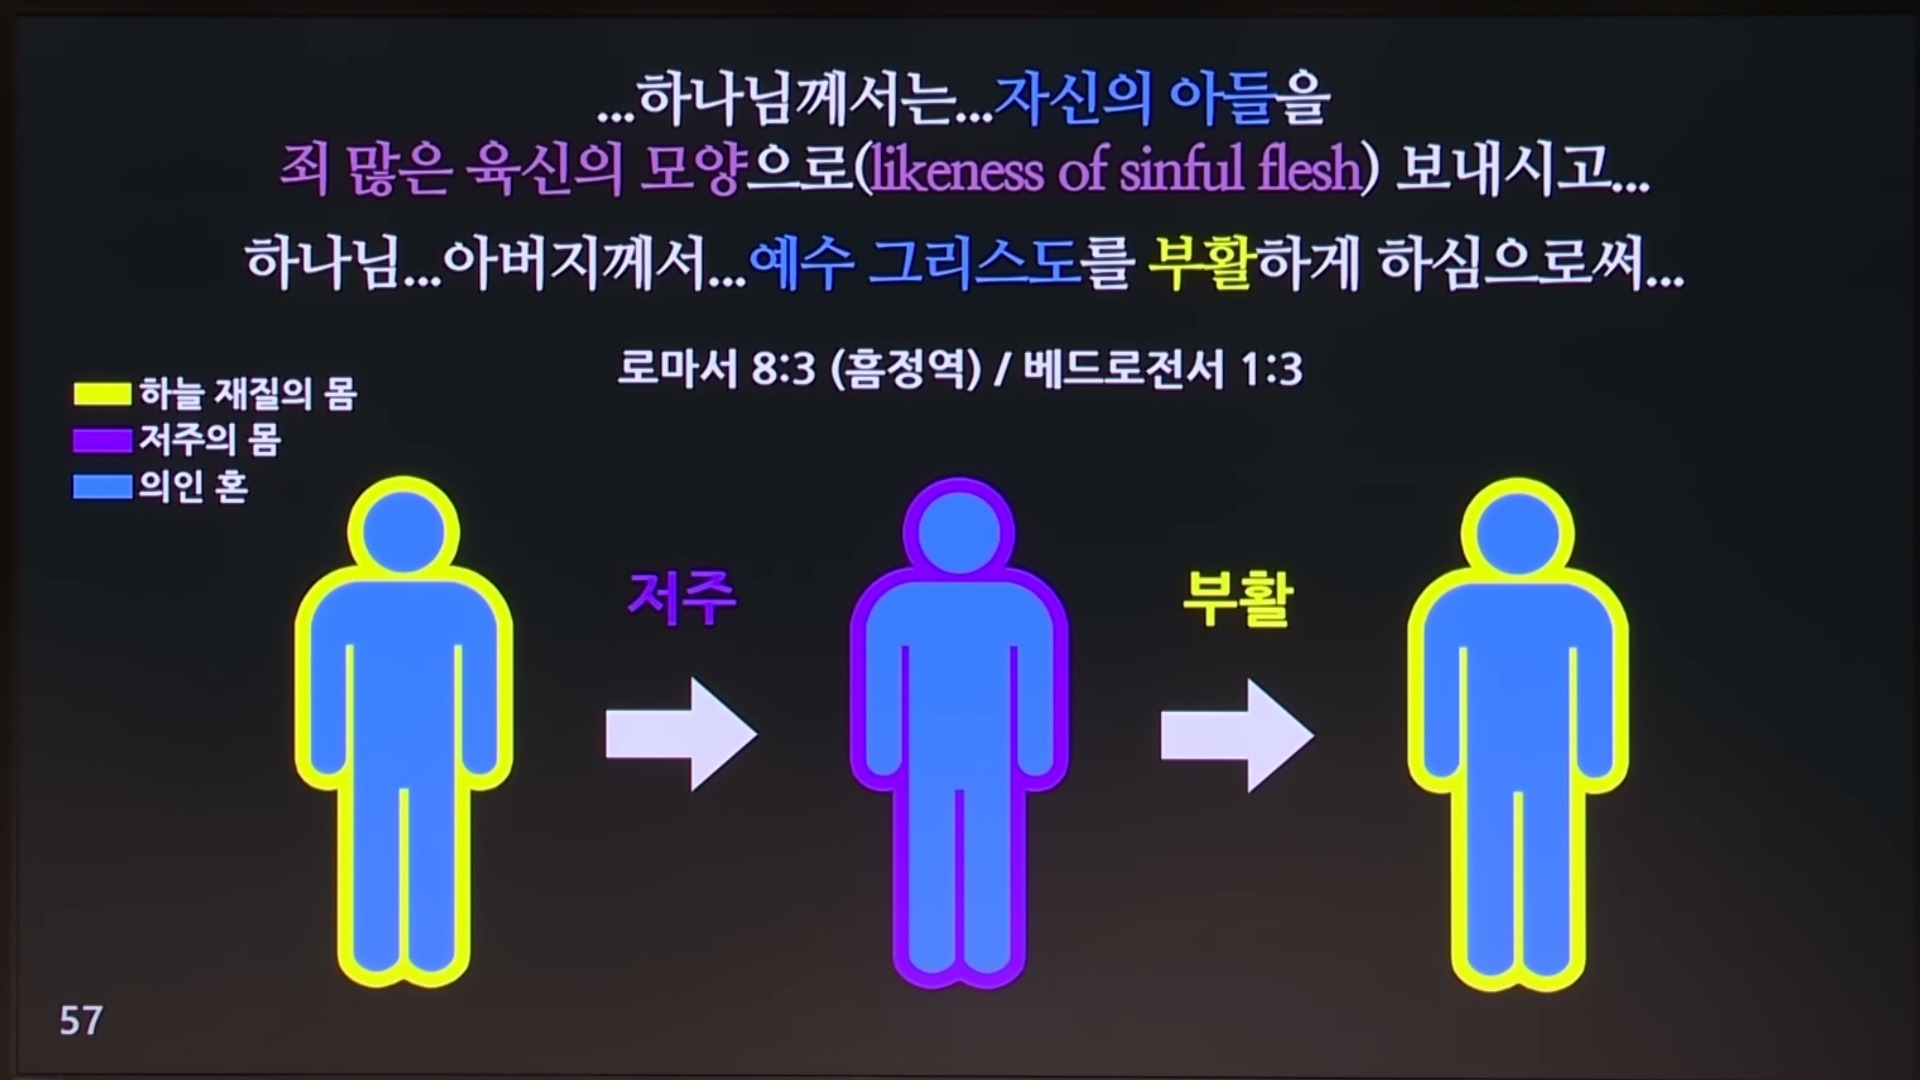 ...하나님께서는...자신의 아들을
죄 많은 육신의 모양으로(likeness of sinful flesh) 보내시고...
하나님...아버지께서...예수 그리스도를 부활하게 하심으로써...
로마서 8:3 (흠정역) / 베드로전서 1:3
하늘 재질의 몸
저주의 몸
의인 혼
저주
부활
57